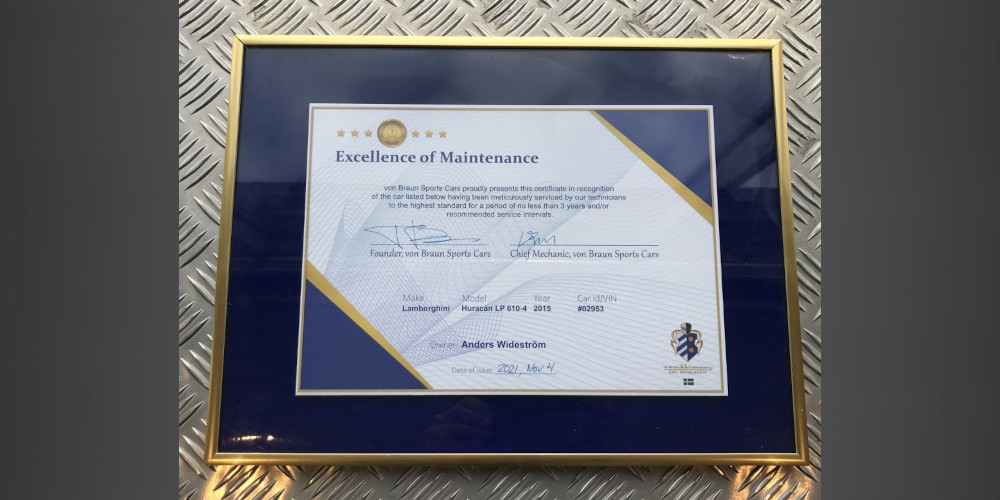 Excellence of Maintenance
von Braun Sports Cars proudly presents this certificate in recognition
of the car listed below having been meticulously serviced by our technicians
to the highest standard for a period of no less than 3 years and/or
recommended service intervals.
Founder, von Braun Sports Cars Chief Mechanic, von Braun Sports Cars
Make Model Year Car Id/VIN
Lamborghini Huracán LP 610-4 2015 #02953
Owner: Anders Wideström
Date of issue 2021, Nov 4